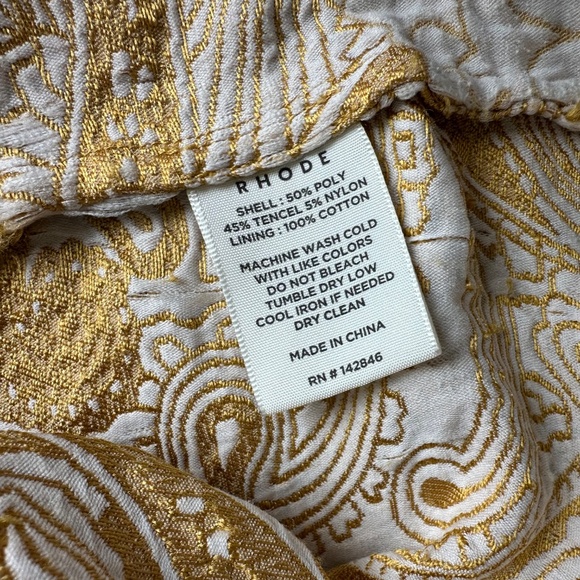 RHODE
SHELL : 50% POLY
45% TENCEL 5% NYLON
LINING : 100% COTTON
MACHINE WASH COLD
WITH LIKE COLORS
DO NOT BLEACH
TUMBLE DRY LOW
COOL IRON IF NEEDED
DRY CLEAN
MADE IN CHINA
RN # 142846